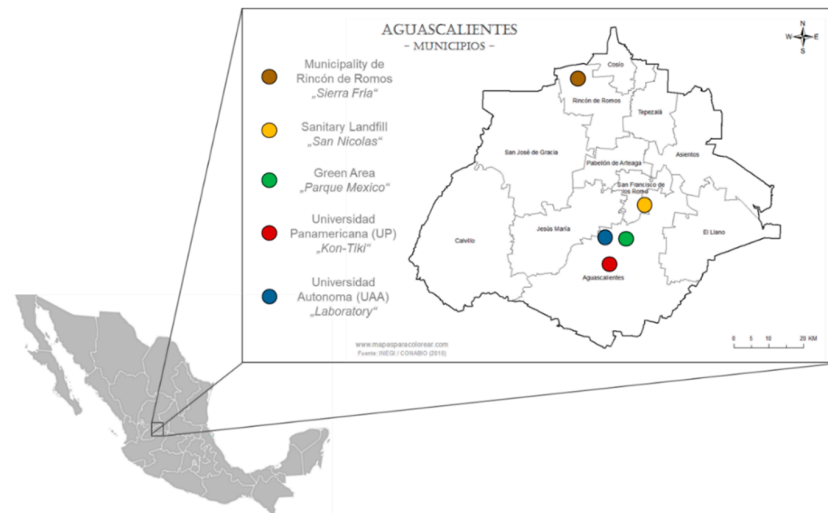 AGUASCALIENTES
- MUNICIPIOS -
N
W
E
S
Municipality of
Rincón de Romos
„Sierra Fría“
Sanitary Landfill
„San Nicolas“
Green Area
„Parque Mexico“
Universidad
Panamericana (UP)
„Kon-Tiki“
Universidad
Autonoma (UAA)
„Laboratory“
Cosío
Rincón de Romos
Tepezalá
San José de Gracia
Pabellón de Arteaga
Asientos
San Francisco de
los Romo
Jesús María
El Llano
Calvillo
Aguascalientes
www.mapasparacolorear.com
Fuente: INEGI / CONABIO (2010)
0 10 20 KM